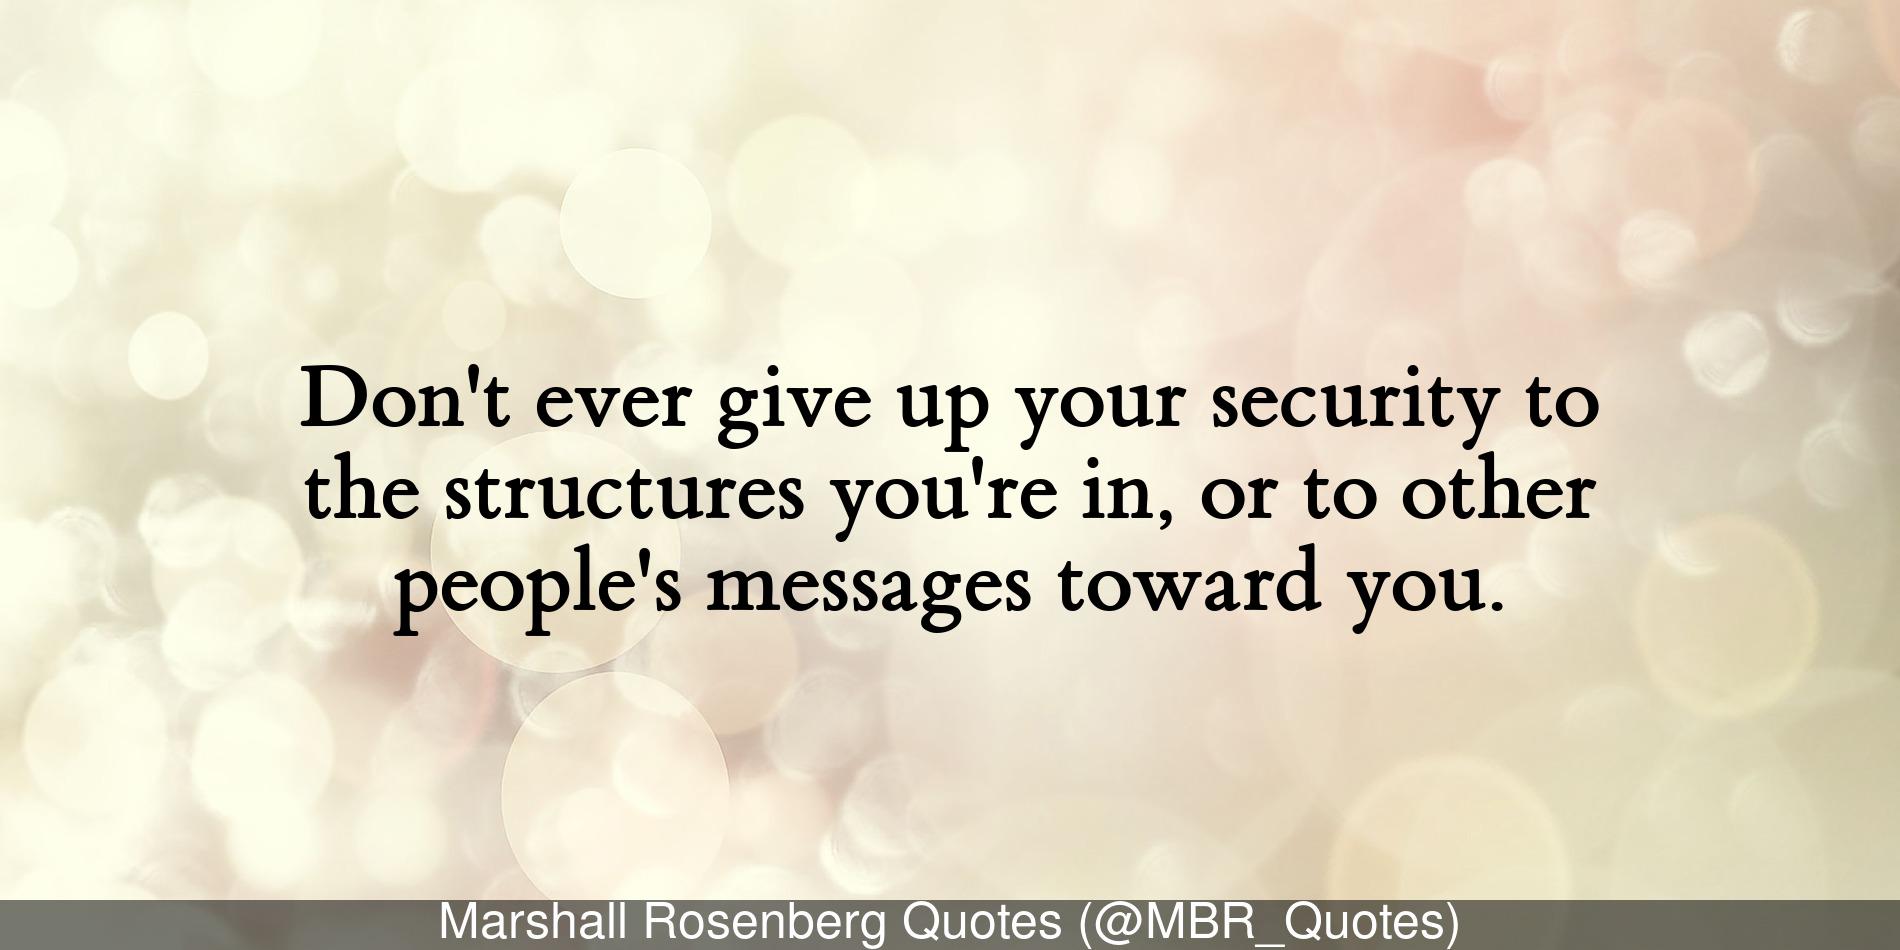 Don't ever give up your security to
the structures you're in, or to other
people's messages toward you.
Marshall Rosenberg Quotes (@MBR_Quotes)